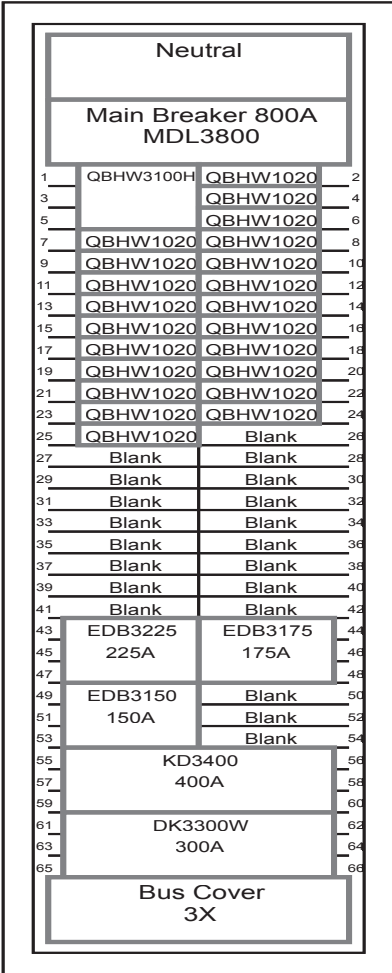 Neutral
Main Breaker 800A
MDL3800
1 QBHW3100H QBHW1020 2
3 QBHW1020 4
5 QBHW1020 6
7 QBHW1020 QBHW1020 8
9 QBHW1020 QBHW1020 10
11 QBHW1020 QBHW1020 12
13 QBHW1020 QBHW1020 14
15 QBHW1020 QBHW1020 16
17 QBHW1020 QBHW1020 18
19 QBHW1020 QBHW1020 20
21 QBHW1020 QBHW1020 22
23 QBHW1020 QBHW1020 24
25 QBHW1020 Blank 26
27 Blank Blank 28
29 Blank Blank 30
31 Blank Blank 32
33 Blank Blank 34
35 Blank Blank 36
37 Blank Blank 38
39 Blank Blank 40
41 Blank Blank 42
43 EDB3225 EDB3175 44
45 225A 175A 46
47 48
49 EDB3150 Blank 50
51 150A Blank 52
53 Blank 54
55 KD3400 56
57 400A 58
59 60
61 DK3300W 62
63 300A 64
65 66
Bus Cover
3X